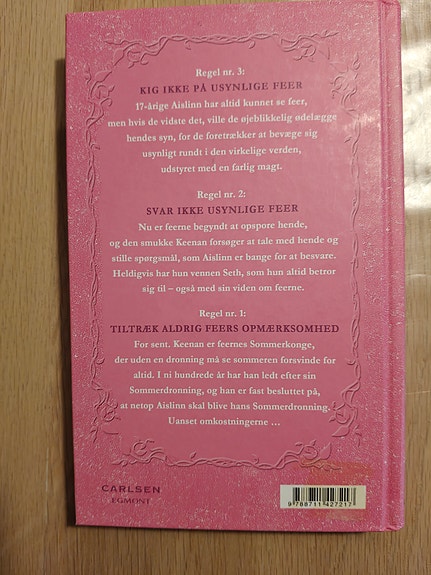 Regel nr. 3:
KIG IKKE PÅ USYNLIGE FEER
17-årige Aislinn har altid kunnet se feer,
men hvis de vidste det, ville de øjeblikkelig ødelægge
hendes syn, for de foretrækker at bevæge sig
usynligt rundt i den virkelige verden,
udstyret med en farlig magt.
Regel nr. 2:
SVAR IKKE USYNLIGE FEER
Nu er feerne begyndt at opspore hende,
og den smukke Keenan forsøger at tale med hende og
stille spørgsmål, som Aislinn er bange for at besvare.
Heldigvis har hun vennen Seth, som hun altid betror
sig til – også med sin viden om feerne.
Regel nr. 1:
TILTRÆK ALDRIG FEERS OPMÆRKSOMHED
For sent. Keenan er feernes Sommerkonge,
der uden en dronning må se sommeren forsvinde for
altid. I ni hundrede år har han ledt efter sin
Sommerdronning, og han er fast besluttet på,
at netop Aislinn skal blive hans Sommerdronning.
Uanset omkostningerne ...
CARLSEN
EGMONT
9 788711 427217